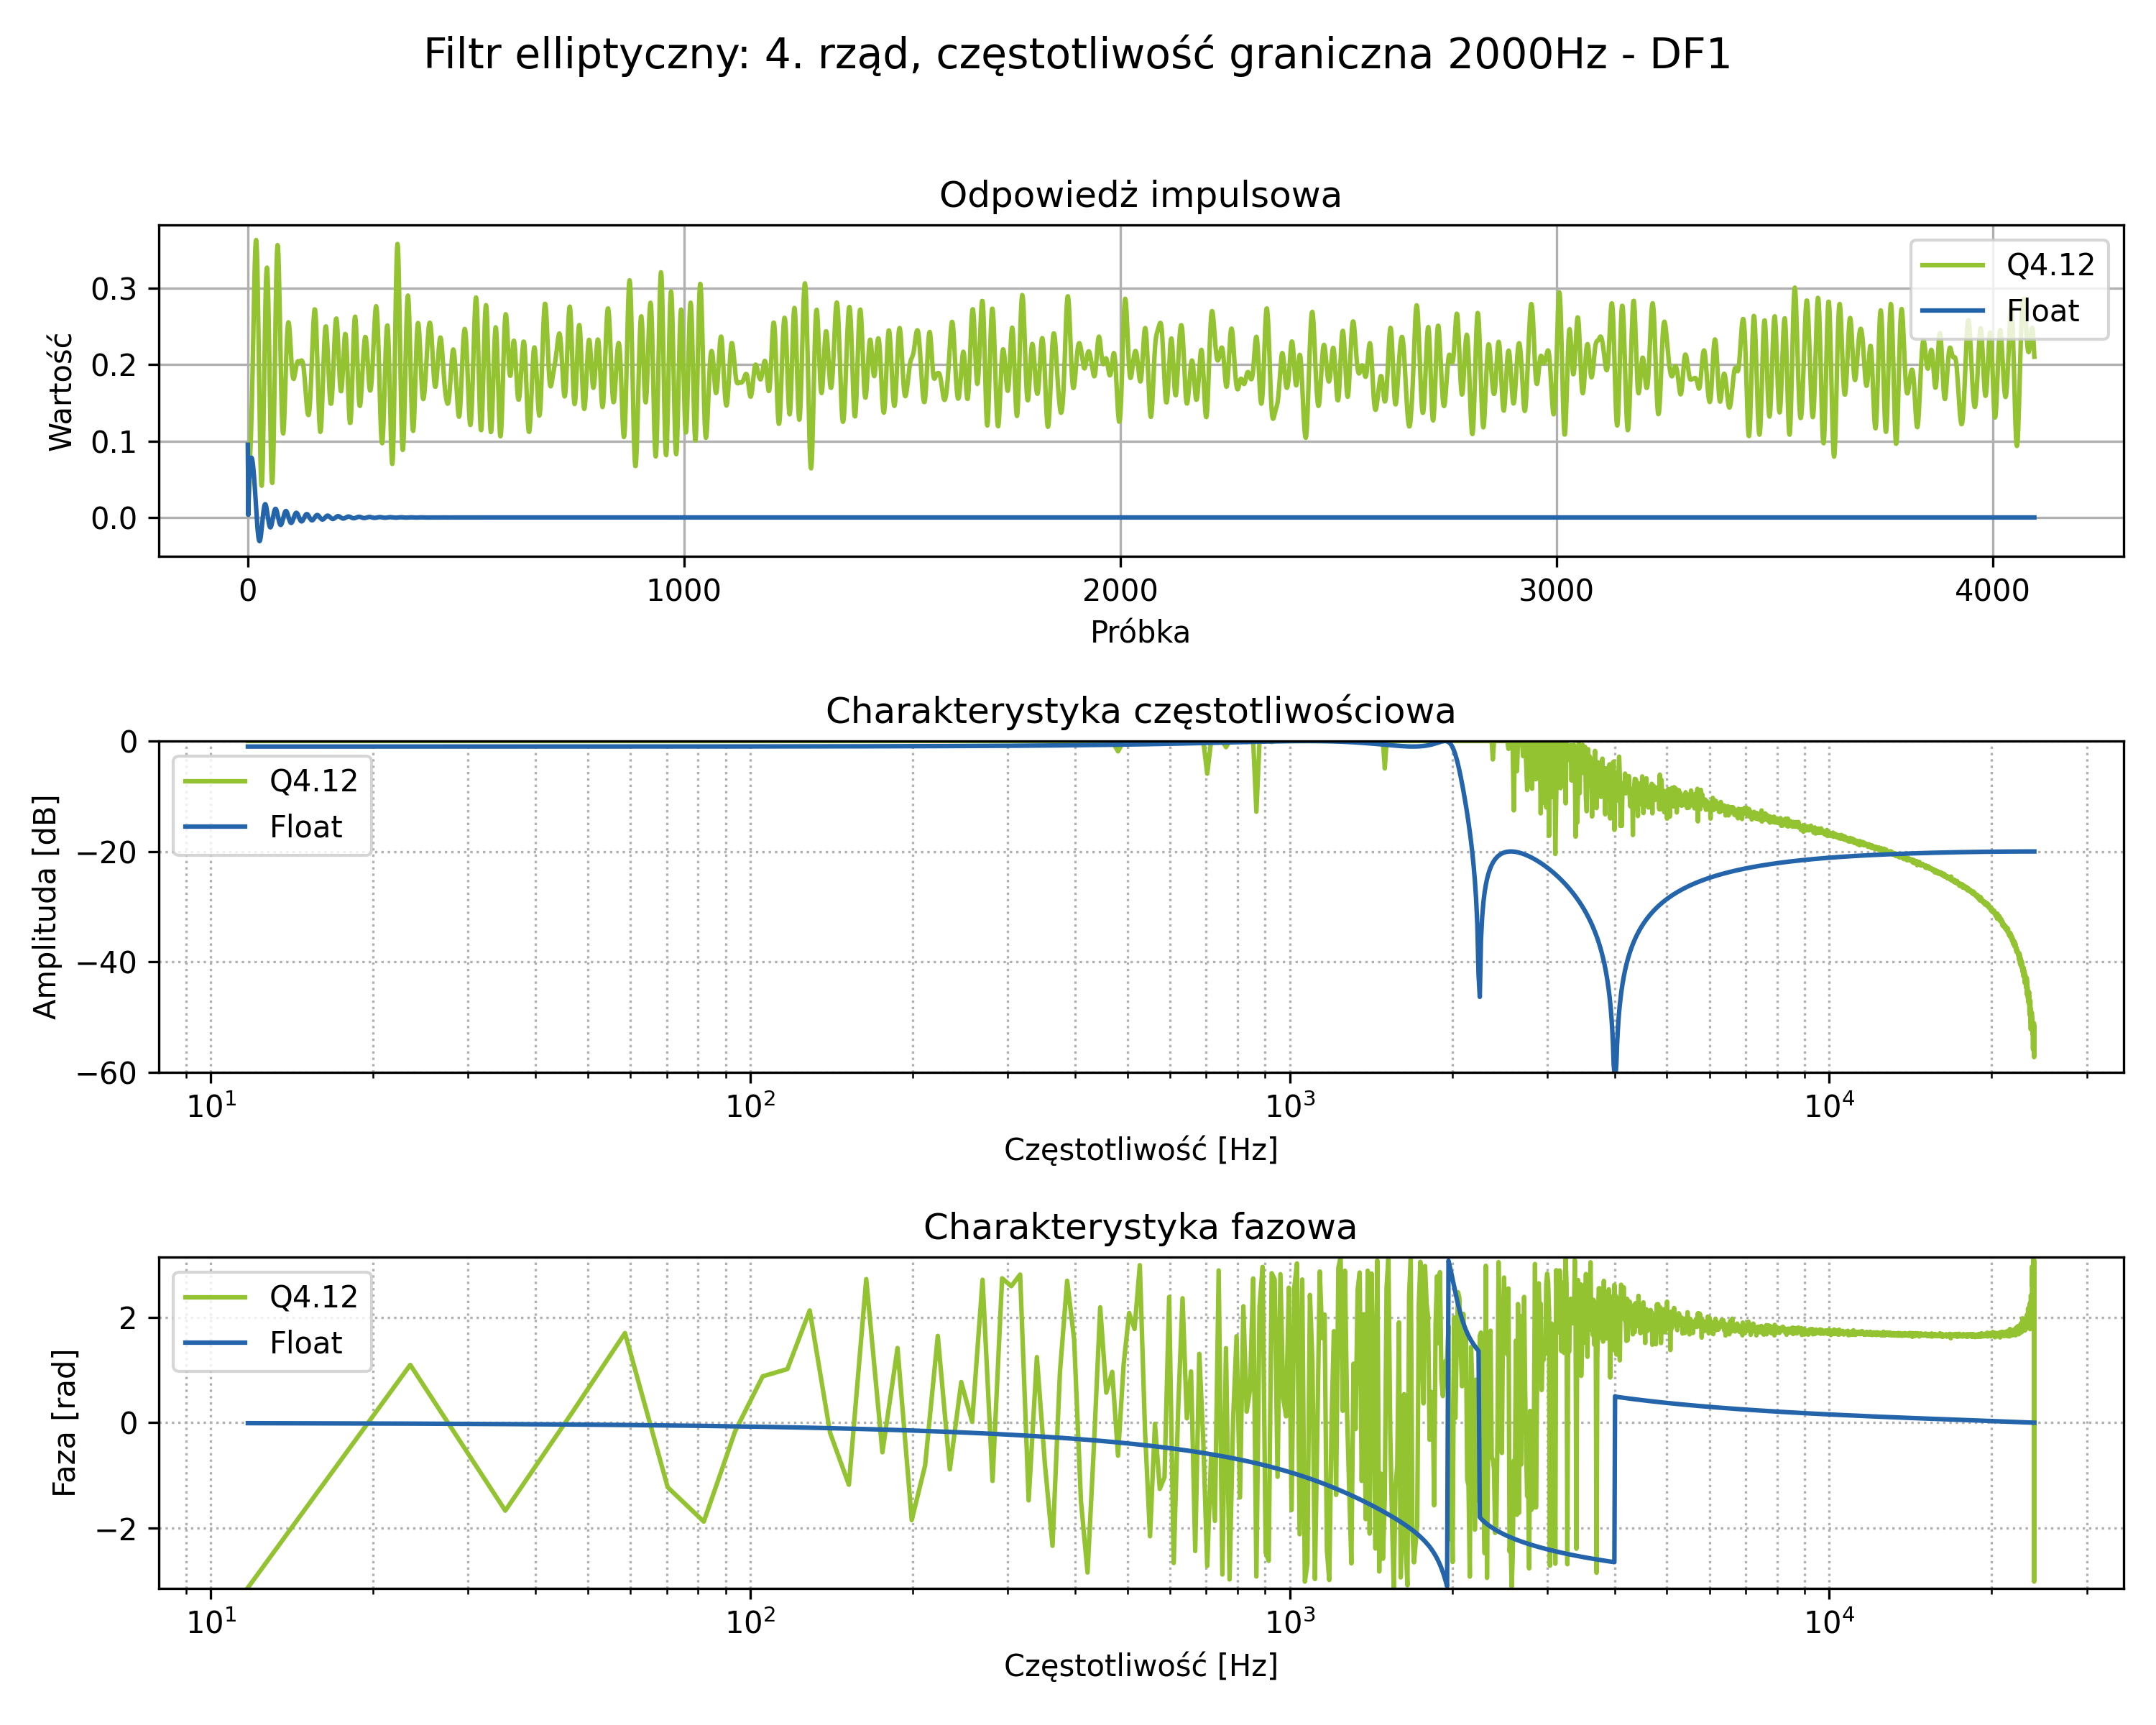 Filtr elliptyczny: 4. rząd, częstotliwość graniczna 2000Hz - DF1
Odpowiedż impulsowa
Wartość
0.3
0.2
0.1
0.0
Q4.12
Float
0 1000 2000 3000 4000
Próbka
Charakterystyka częstotliwościowa
Amplituda [dB]
0
−20
−40
−60
Q4.12
Float
10¹ 10² 10³ 10⁴
Częstotliwość [Hz]
Charakterystyka fazowa
Faza [rad]
2
0
−2
Q4.12
Float
10¹ 10² 10³ 10⁴
Częstotliwość [Hz]